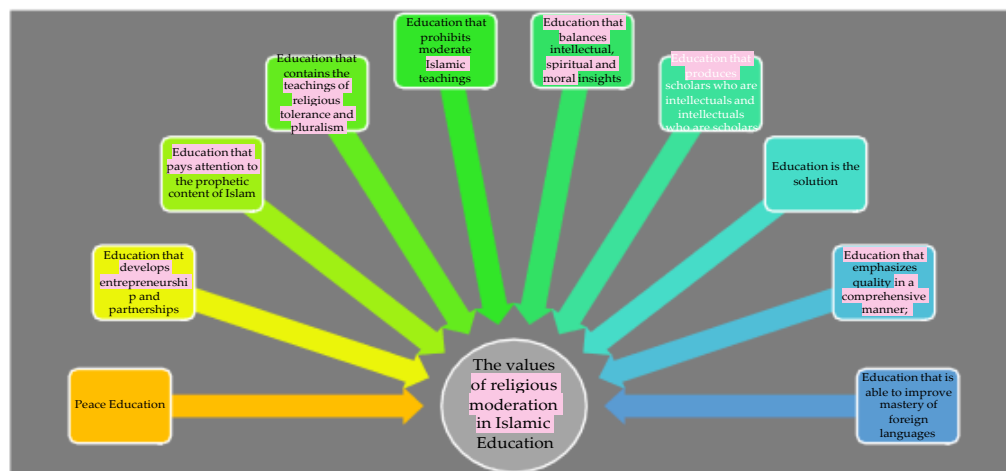 Peace Education
Education that
develops
entrepreneurshi
p and
partnerships
Education that
pays attention to
the prophetic
content of Islam
Education that
contains the
teachings of
religious
tolerance and
pluralism
Education that
prohibits
moderate
Islamic
teachings
Education that
balances
intellectual,
spiritual and
moral insights
Education that
produces
scholars who are
intellectuals and
intellectuals
who are scholars
Education is the
solution
Education that
emphasizes
quality in a
comprehensive
manner;
Education that is
able to improve
mastery of
foreign
languages
The values
of religious
moderation
in Islamic
Education